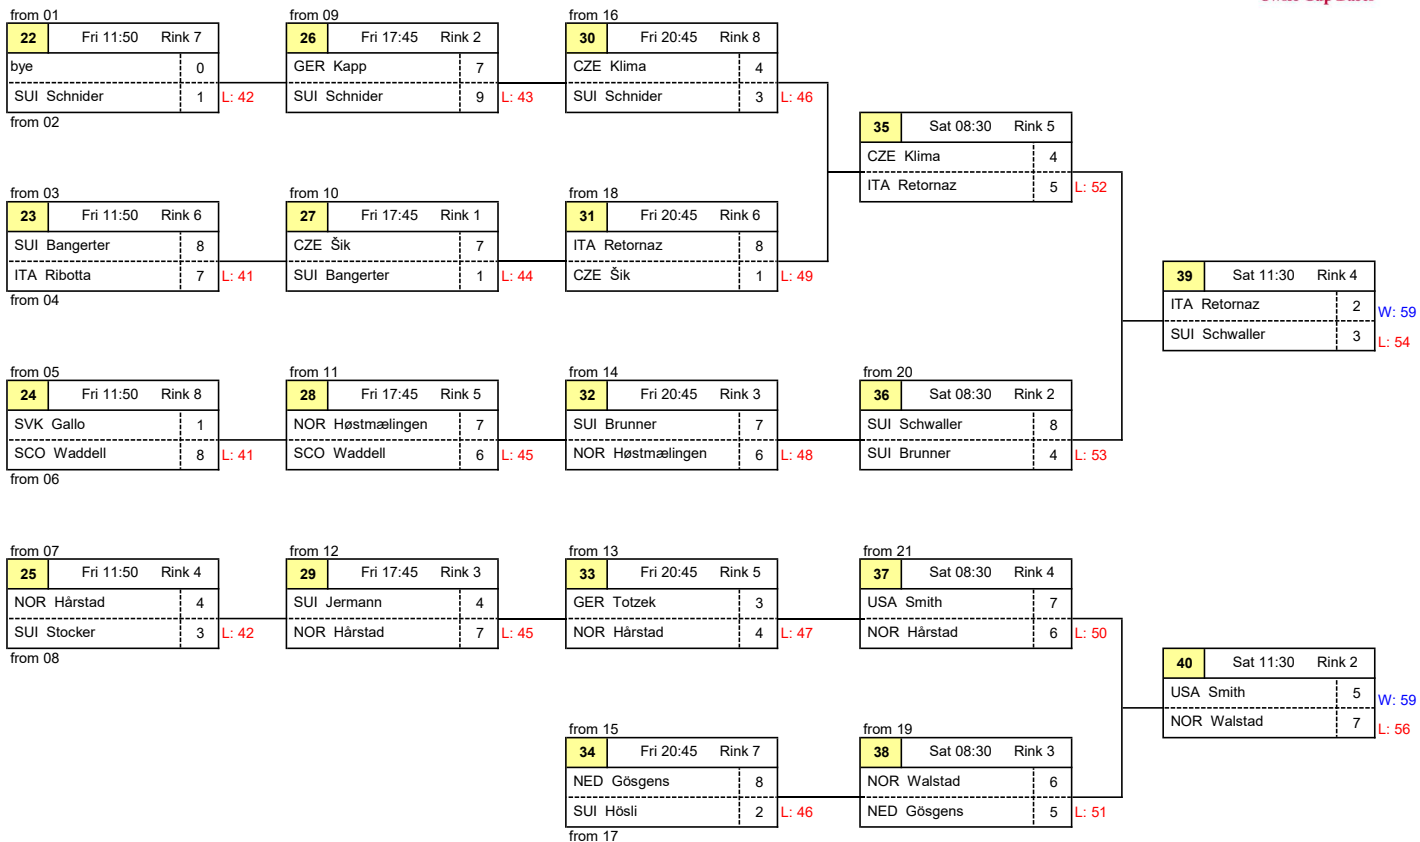 from 01
22 Fri 11:50 Rink 7
bye 0
SUI Schnider 1 L: 42
from 02
from 09
26 Fri 17:45 Rink 2
GER Kapp 7
SUI Schnider 9 L: 43
from 16
30 Fri 20:45 Rink 8
CZE Klima 4
SUI Schnider 3 L: 46
35 Sat 08:30 Rink 5
CZE Klima 4
ITA Retornaz 5 L: 52
from 03
23 Fri 11:50 Rink 6
SUI Bangerter 8
ITA Ribotta 7 L: 41
from 04
from 10
27 Fri 17:45 Rink 1
CZE Šik 7
SUI Bangerter 1 L: 44
from 18
31 Fri 20:45 Rink 6
ITA Retornaz 8
CZE Šik 1 L: 49
39 Sat 11:30 Rink 4
ITA Retornaz 2 W: 59
SUI Schwaller 3 L: 54
from 05
24 Fri 11:50 Rink 8
SVK Gallo 1
SCO Waddell 8 L: 41
from 06
from 11
28 Fri 17:45 Rink 5
NOR Høstmælingen 7
SCO Waddell 6 L: 45
from 14
32 Fri 20:45 Rink 3
SUI Brunner 7
NOR Høstmælingen 6 L: 48
from 20
36 Sat 08:30 Rink 2
SUI Schwaller 8
SUI Brunner 4 L: 53
from 07
25 Fri 11:50 Rink 4
NOR Hårstad 4
SUI Stocker 3 L: 42
from 08
from 12
29 Fri 17:45 Rink 3
SUI Jermann 4
NOR Hårstad 7 L: 45
from 13
33 Fri 20:45 Rink 5
GER Totzek 3
NOR Hårstad 4 L: 47
from 21
37 Sat 08:30 Rink 4
USA Smith 7
NOR Hårstad 6 L: 50
40 Sat 11:30 Rink 2
USA Smith 5 W: 59
NOR Walstad 7 L: 56
from 15
34 Fri 20:45 Rink 7
NED Gösgens 8
SUI Hösli 2 L: 46
from 17
from 19
38 Sat 08:30 Rink 3
NOR Walstad 6
NED Gösgens 5 L: 51